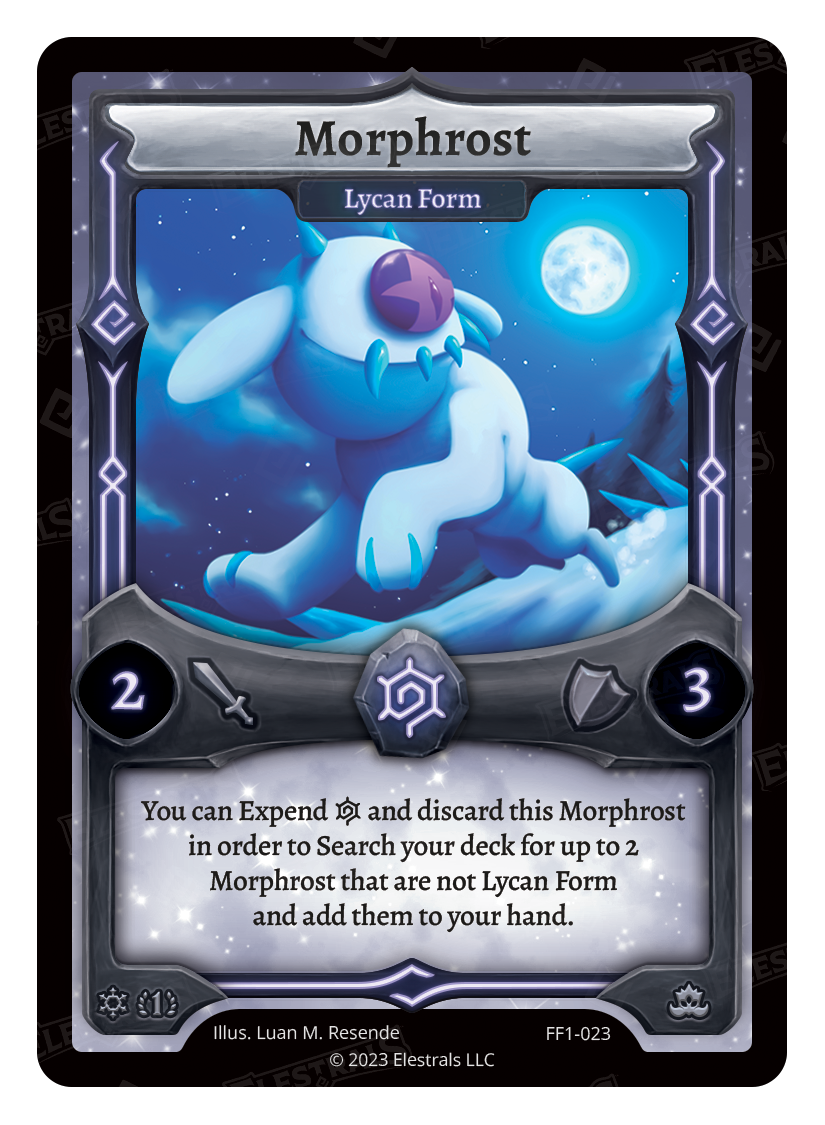 Morphrost
Lycan Form
2
3
You can Expend and discard this Morphrost
in order to Search your deck for up to 2
Morphrost that are not Lycan Form
and add them to your hand.
1
Illus. Luan M. Resende
FF1-023
© 2023 Elestrals LLC